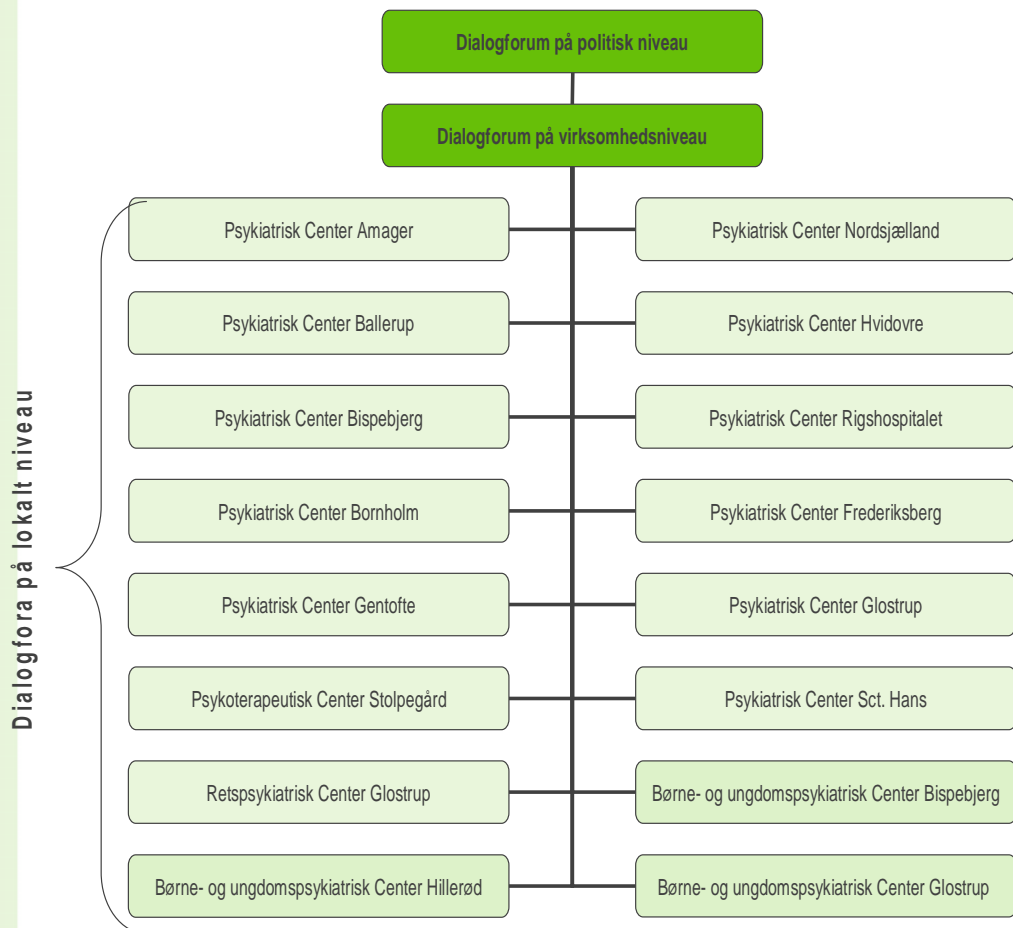 Dialogforum på politisk niveau
Dialogforum på virksomhedsniveau
Dialogfora på lokalt niveau
Psykiatrisk Center Amager
Psykiatrisk Center Nordsjælland
Psykiatrisk Center Ballerup
Psykiatrisk Center Hvidovre
Psykiatrisk Center Bispebjerg
Psykiatrisk Center Rigshospitalet
Psykiatrisk Center Bornholm
Psykiatrisk Center Frederiksberg
Psykiatrisk Center Gentofte
Psykiatrisk Center Glostrup
Psykoterapeutisk Center Stolpegård
Psykiatrisk Center Sct. Hans
Retspsykiatrisk Center Glostrup
Børne- og ungdomspsykiatrisk Center Bispebjerg
Børne- og ungdomspsykiatrisk Center Hillerød
Børne- og ungdomspsykiatrisk Center Glostrup